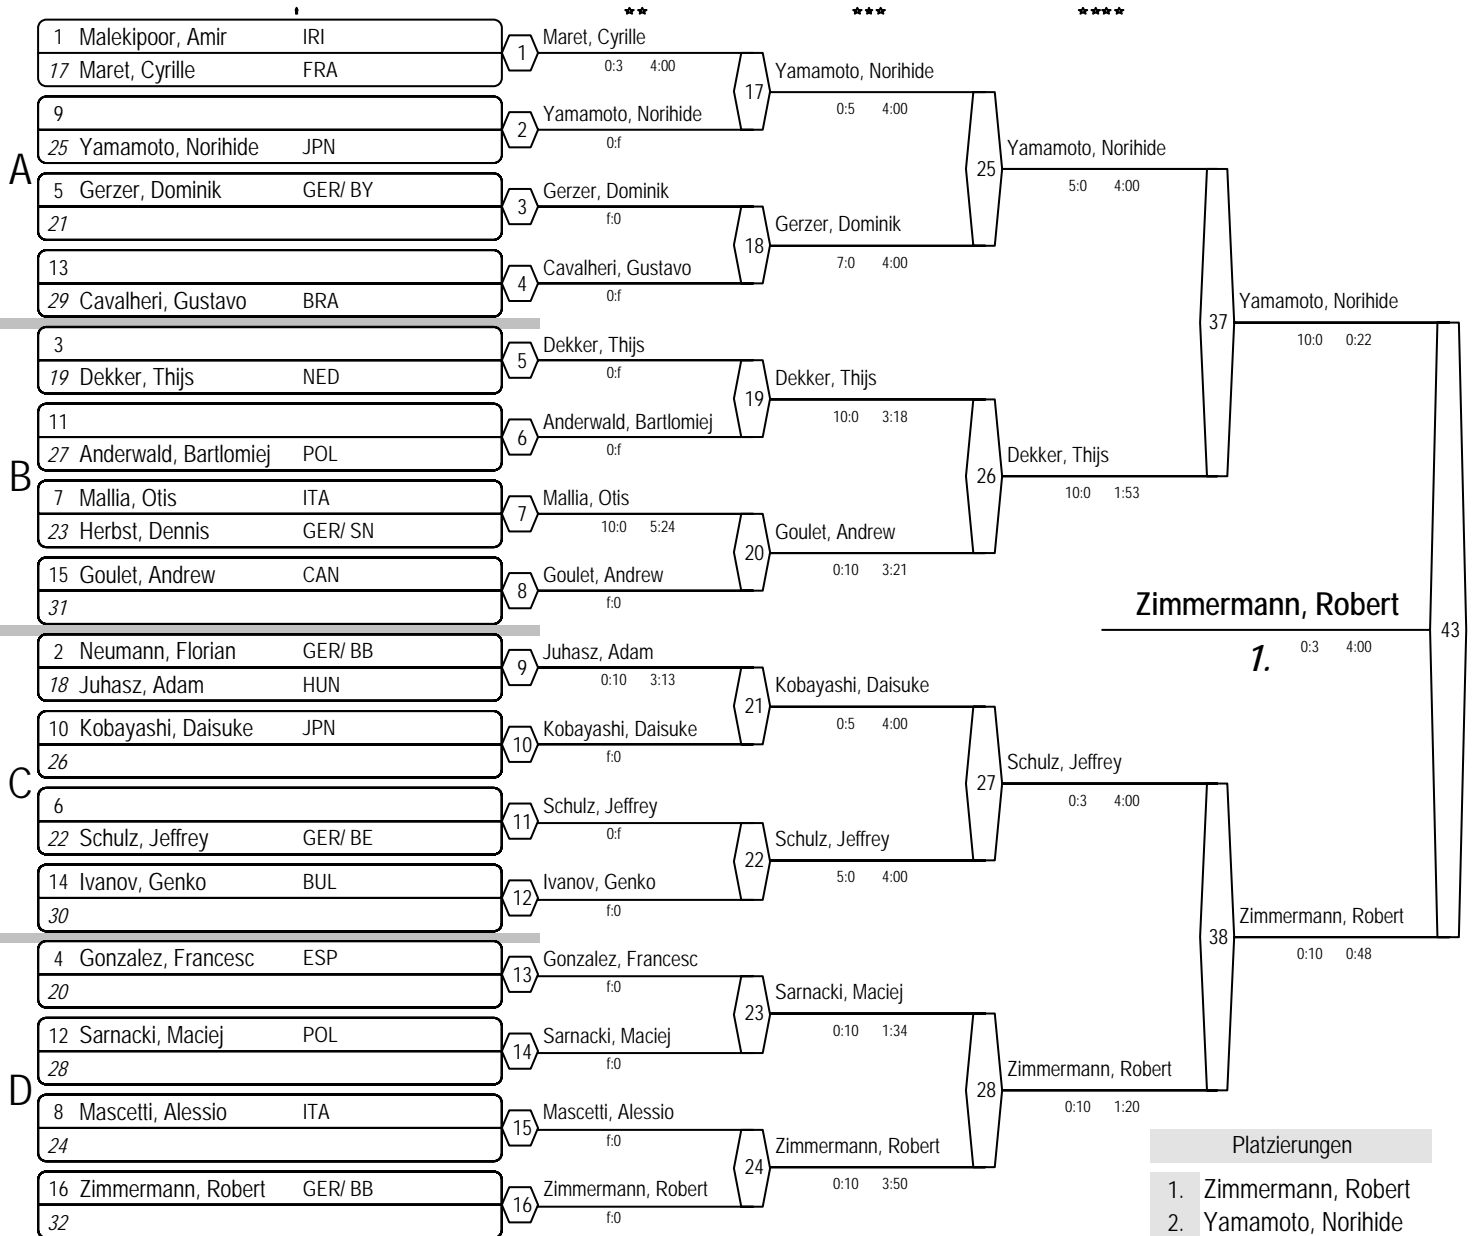 A
1 Malekipoor, Amir IRI
17 Maret, Cyrille FRA
9
25 Yamamoto, Norihide JPN
5 Gerzer, Dominik GER/ BY
21
13
29 Cavalheri, Gustavo BRA
B
3
19 Dekker, Thijs NED
11
27 Anderwald, Bartlomiej POL
7 Mallia, Otis ITA
23 Herbst, Dennis GER/ SN
15 Goulet, Andrew CAN
31
C
2 Neumann, Florian GER/ BB
18 Juhasz, Adam HUN
10 Kobayashi, Daisuke JPN
26
6
22 Schulz, Jeffrey GER/ BE
14 Ivanov, Genko BUL
30
D
4 Gonzalez, Francesc ESP
20
12 Sarnacki, Maciej POL
28
8 Mascetti, Alessio ITA
24
16 Zimmermann, Robert GER/ BB
32
1 Maret, Cyrille
0:3 4:00
2 Yamamoto, Norihide
0:f
3 Gerzer, Dominik
f:0
4 Cavalheri, Gustavo
0:f
5 Dekker, Thijs
0:f
6 Anderwald, Bartlomiej
0:f
7 Mallia, Otis
10:0 5:24
8 Goulet, Andrew
f:0
9 Juhasz, Adam
0:10 3:13
10 Kobayashi, Daisuke
f:0
11 Schulz, Jeffrey
0:f
12 Ivanov, Genko
f:0
13 Gonzalez, Francesc
f:0
14 Sarnacki, Maciej
f:0
15 Mascetti, Alessio
f:0
16 Zimmermann, Robert
f:0
17 Yamamoto, Norihide
0:5 4:00
18 Gerzer, Dominik
7:0 4:00
19 Dekker, Thijs
10:0 3:18
20 Goulet, Andrew
0:10 3:21
21 Kobayashi, Daisuke
0:5 4:00
22 Schulz, Jeffrey
5:0 4:00
23 Sarnacki, Maciej
0:10 1:34
24 Zimmermann, Robert
0:10 3:50
25 Yamamoto, Norihide
5:0 4:00
26 Dekker, Thijs
10:0 1:53
27 Schulz, Jeffrey
0:3 4:00
28 Zimmermann, Robert
0:10 1:20
37 Yamamoto, Norihide
10:0 0:22
38 Zimmermann, Robert
0:10 0:48
43
Zimmermann, Robert
1. 0:3 4:00
Platzierungen
1. Zimmermann, Robert
2. Yamamoto, Norihide